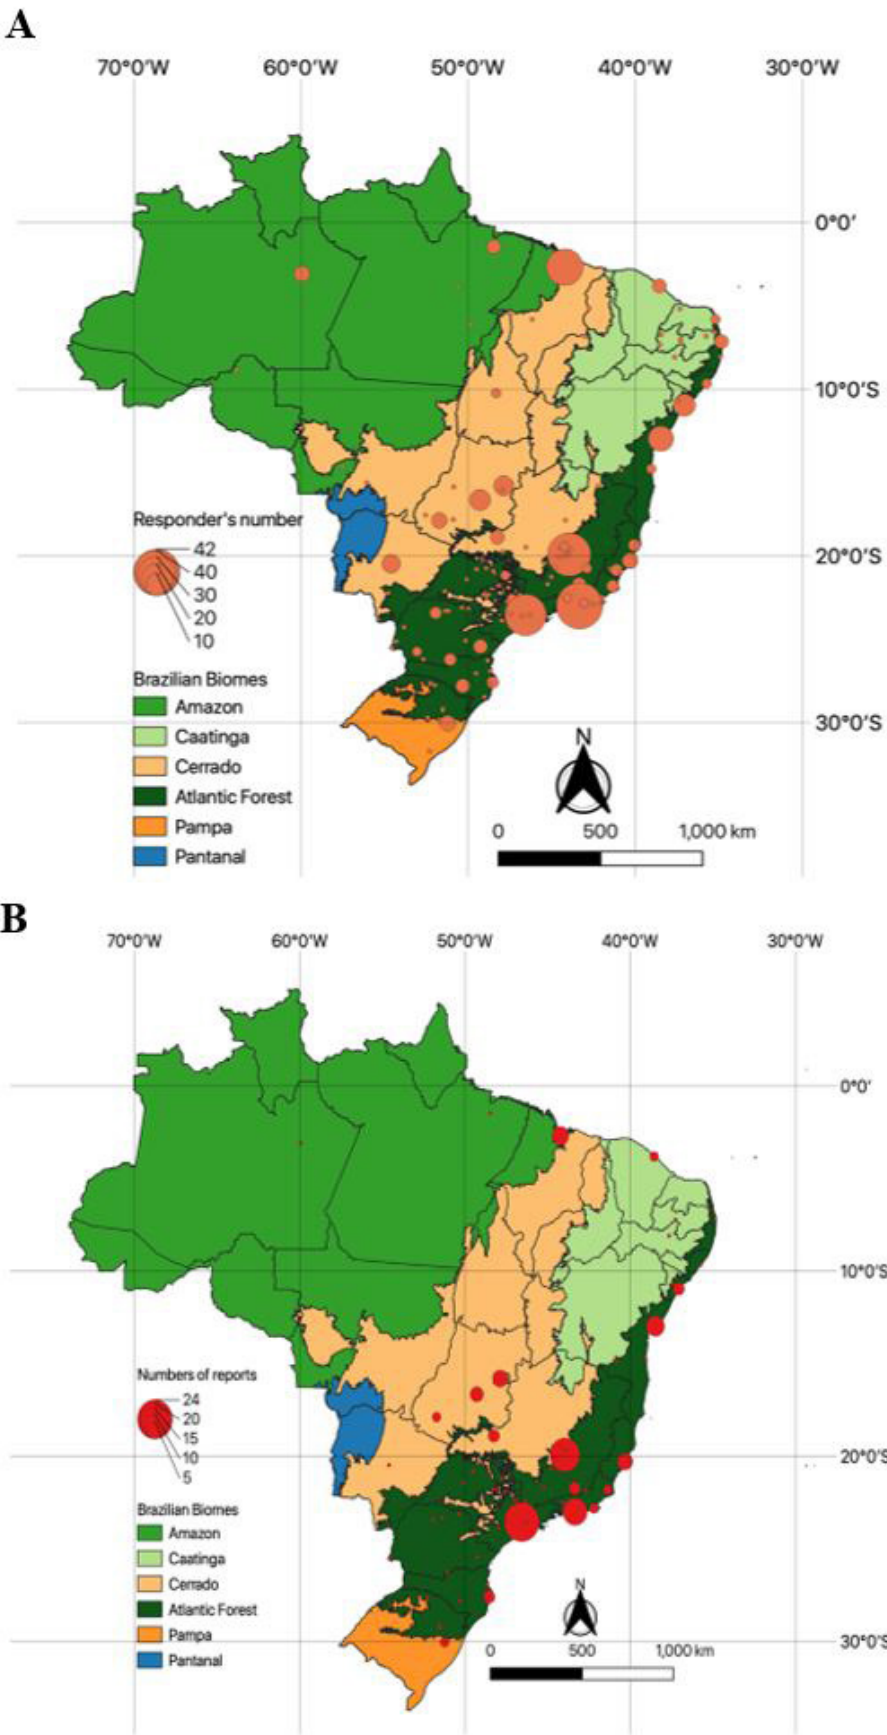 A
70°0'W 60°0'W 50°0'W 40°0'W 30°0'W
0°0'
10°0'S
Responder's number
42
40
30
20
10
20°0'S
Brazilian Biomes
Amazon
Caatinga
Cerrado
Atlantic Forest
Pampa
Pantanal
30°0'S
N
0 500 1,000 km
B
70°0'W 60°0'W 50°0'W 40°0'W 30°0'W
0°0'
10°0'S
Numbers of reports
24
20
15
10
5
20°0'S
Brazilian Biomes
Amazon
Caatinga
Cerrado
Atlantic Forest
Pampa
Pantanal
N
30°0'S
0 500 1,000 km